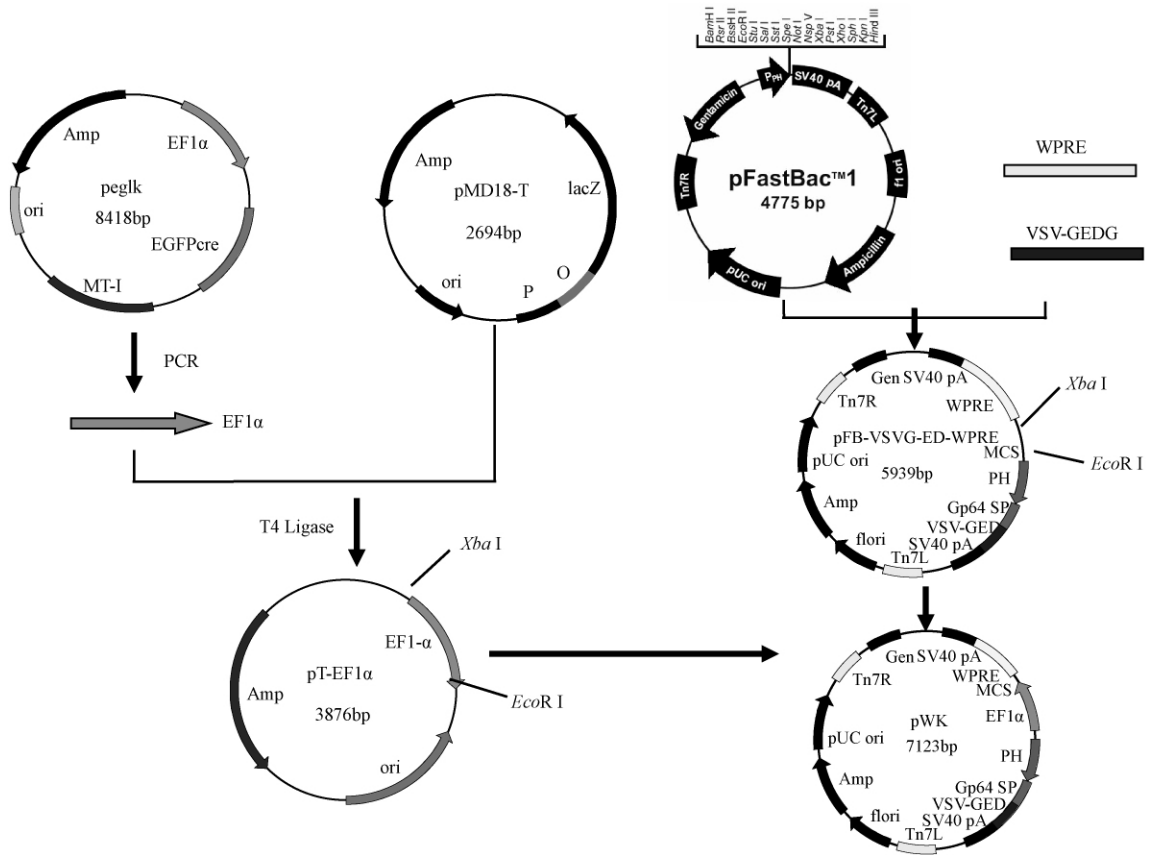 BamH I
Rsr II
BssH II
EcoR I
Stu I
Sal I
Sst I
Spe I
Not I
Nsp V
Xba I
Pst I
Xho I
Sph I
Kpn I
Hind III
Amp
EF1α
peglk
8418bp
ori
EGFPcre
MT-I
Amp
pMD18-T
lacZ
2694bp
ori
P
O
PPH
SV40 pA
Gentamicin
Tn7L
Tn7R
pFastBac™1
4775 bp
f1 ori
pUC ori
Ampicillin
WPRE
VSV-GEDG
PCR
EF1α
T4 Ligase
Gen
SV40 pA
Tn7R
WPRE
Xba I
pFB-VSVG-ED-WPRE
MCS
pUC ori
5939bp
EcoR I
PH
Amp
Gp64 SP
VSV-GED
flori
SV40 pA
Tn7L
Xba I
EF1-α
pT-EF1α
Amp
3876bp
EcoR I
ori
Gen
SV40 pA
Tn7R
WPRE
MCS
EF1α
pWK
pUC ori
7123bp
PH
Amp
Gp64 SP
VSV-GED
flori
SV40 pA
Tn7L